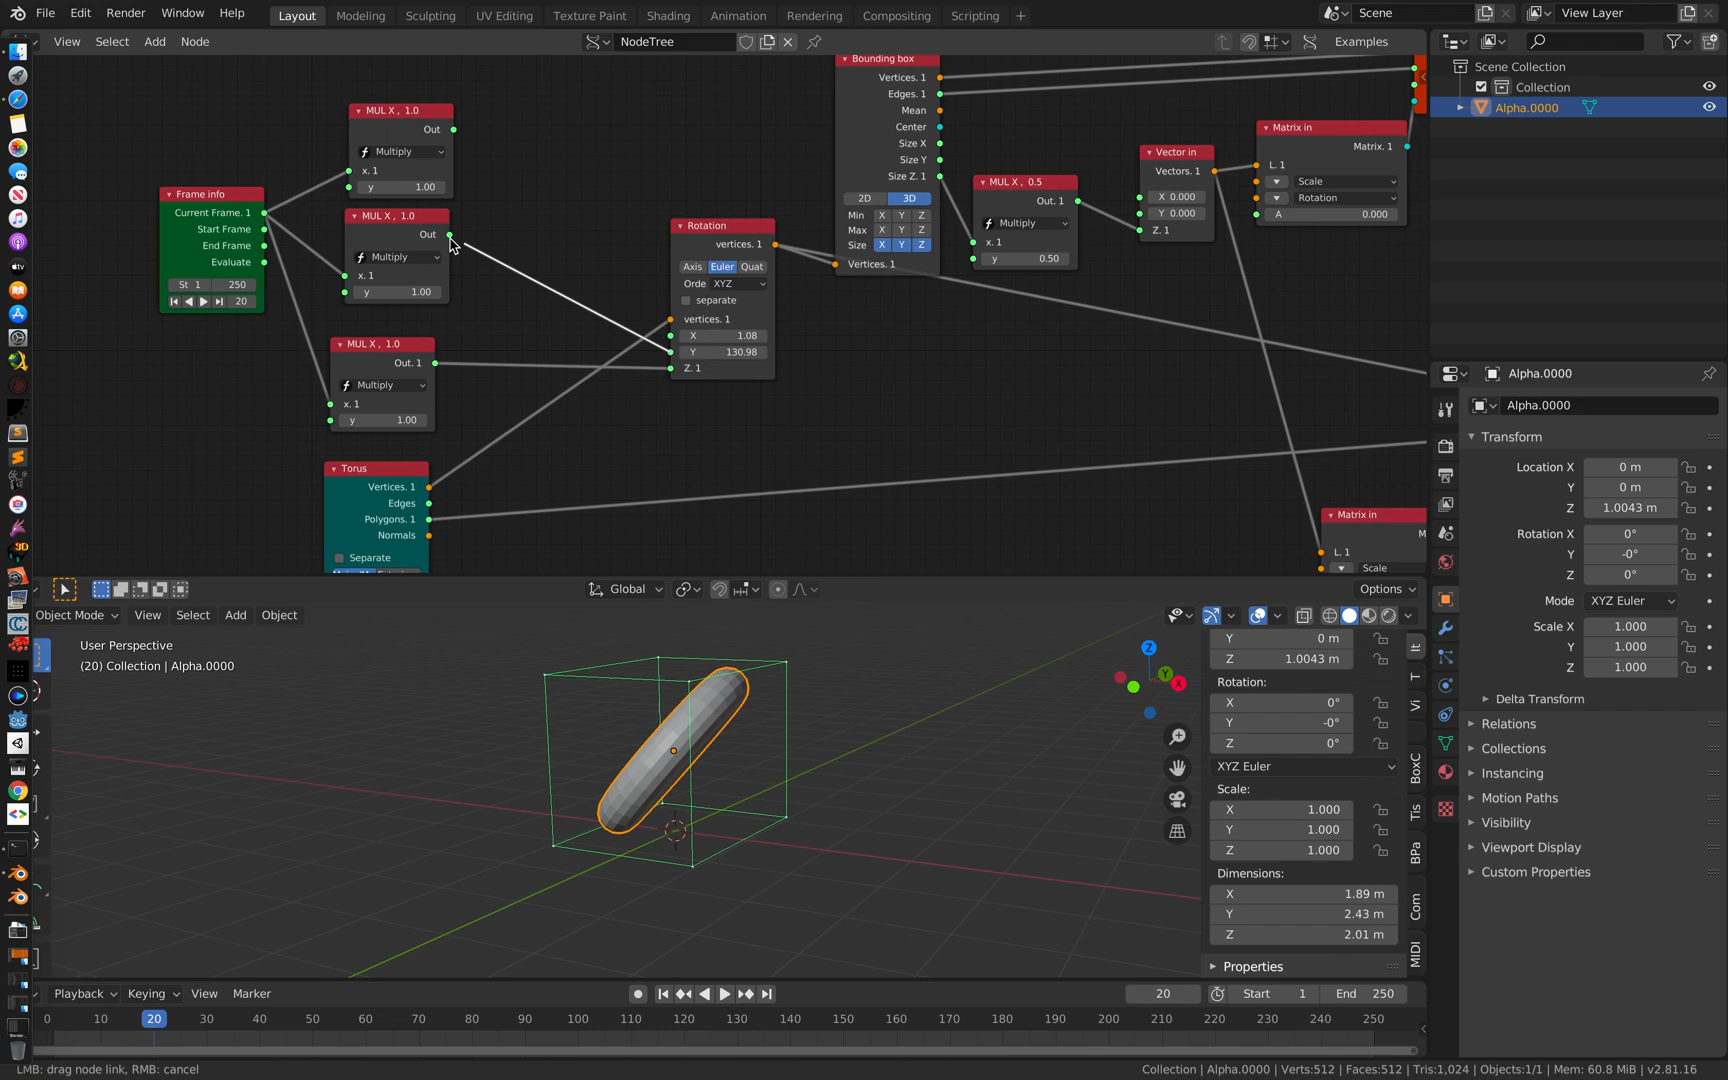 File Edit Render Window Help
Layout Modeling Sculpting UV Editing Texture Paint Shading Animation Rendering Compositing Scripting +
Scene
View Layer
View Select Add Node
NodeTree
Examples
Scene Collection
Collection
Alpha.0000
MUL X , 1.0
Out
Multiply
x. 1
y 1.00
Frame info
Current Frame. 1
Start Frame
End Frame
Evaluate
St 1 250
20
MUL X , 1.0
Out
Multiply
x. 1
y 1.00
MUL X , 1.0
Out. 1
Multiply
x. 1
y 1.00
Torus
Vertices. 1
Edges
Polygons. 1
Normals
Separate
Rotation
vertices. 1
Axis Euler Quat
Orde XYZ
separate
vertices. 1
X 1.08
Y 130.98
Z. 1
Bounding box
Vertices. 1
Edges. 1
Mean
Center
Size X
Size Y
Size Z. 1
2D 3D
Min X Y Z
Max X Y Z
Size X Y Z
Vertices. 1
MUL X , 0.5
Out. 1
Multiply
x. 1
y 0.50
Vector in
Vectors. 1
X 0.000
Y 0.000
Z. 1
Matrix in
Matrix. 1
L. 1
Scale
Rotation
A 0.000
Matrix in
M
L. 1
Scale
Alpha.0000
Alpha.0000
Transform
Location X 0 m
Y 0 m
Z 1.0043 m
Rotation X 0°
Y -0°
Z 0°
Mode XYZ Euler
Scale X 1.000
Y 1.000
Z 1.000
Delta Transform
Relations
Collections
Instancing
Motion Paths
Visibility
Viewport Display
Custom Properties
Global
Options
Object Mode View Select Add Object
User Perspective
(20) Collection | Alpha.0000
Z
Y
X
Y 0 m
Z 1.0043 m
Rotation:
X 0°
Y -0°
Z 0°
XYZ Euler
Scale:
X 1.000
Y 1.000
Z 1.000
Dimensions:
X 1.89 m
Y 2.43 m
Z 2.01 m
Properties
It
T
Vi
BoxC
Tis
BPa
Com
MIDI
Playback Keying View Marker
20
Start 1
End 250
0 10 20 30 40 50 60 70 80 90 100 110 120 130 140 150 160 170 180 190 200 210 220 230 240 250
LMB: drag node link, RMB: cancel
Collection | Alpha.0000 | Verts:512 | Faces:512 | Tris:1,024 | Objects:1/1 | Mem: 60.8 MiB | v2.81.16